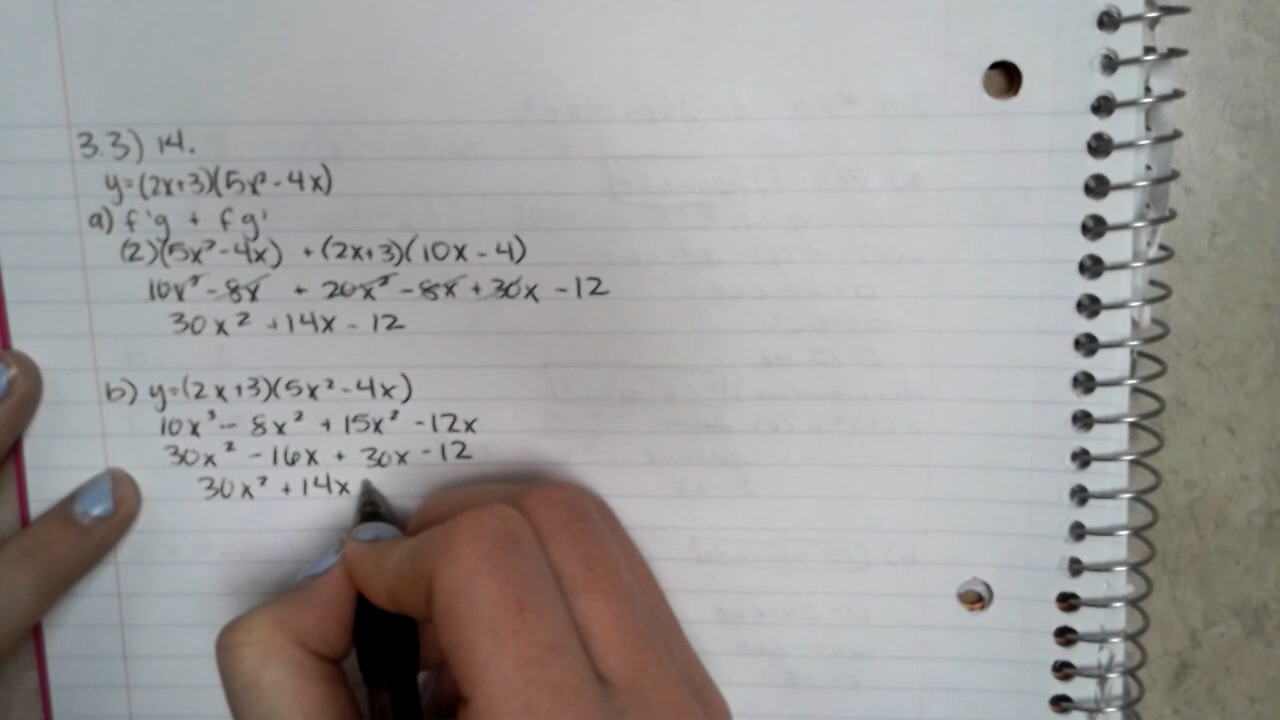 3.3) 14.
y=(2x+3)(5x²-4x)
a) f'g + fg'
(2)(5x²-4x) +(2x+3)(10x-4)
10x²-8x + 20x²-8x+30x-12
30x²+14x-12
b) y=(2x+3)(5x²-4x)
10x³-8x²+15x²-12x
30x²-16x+30x-12
30x²+14x